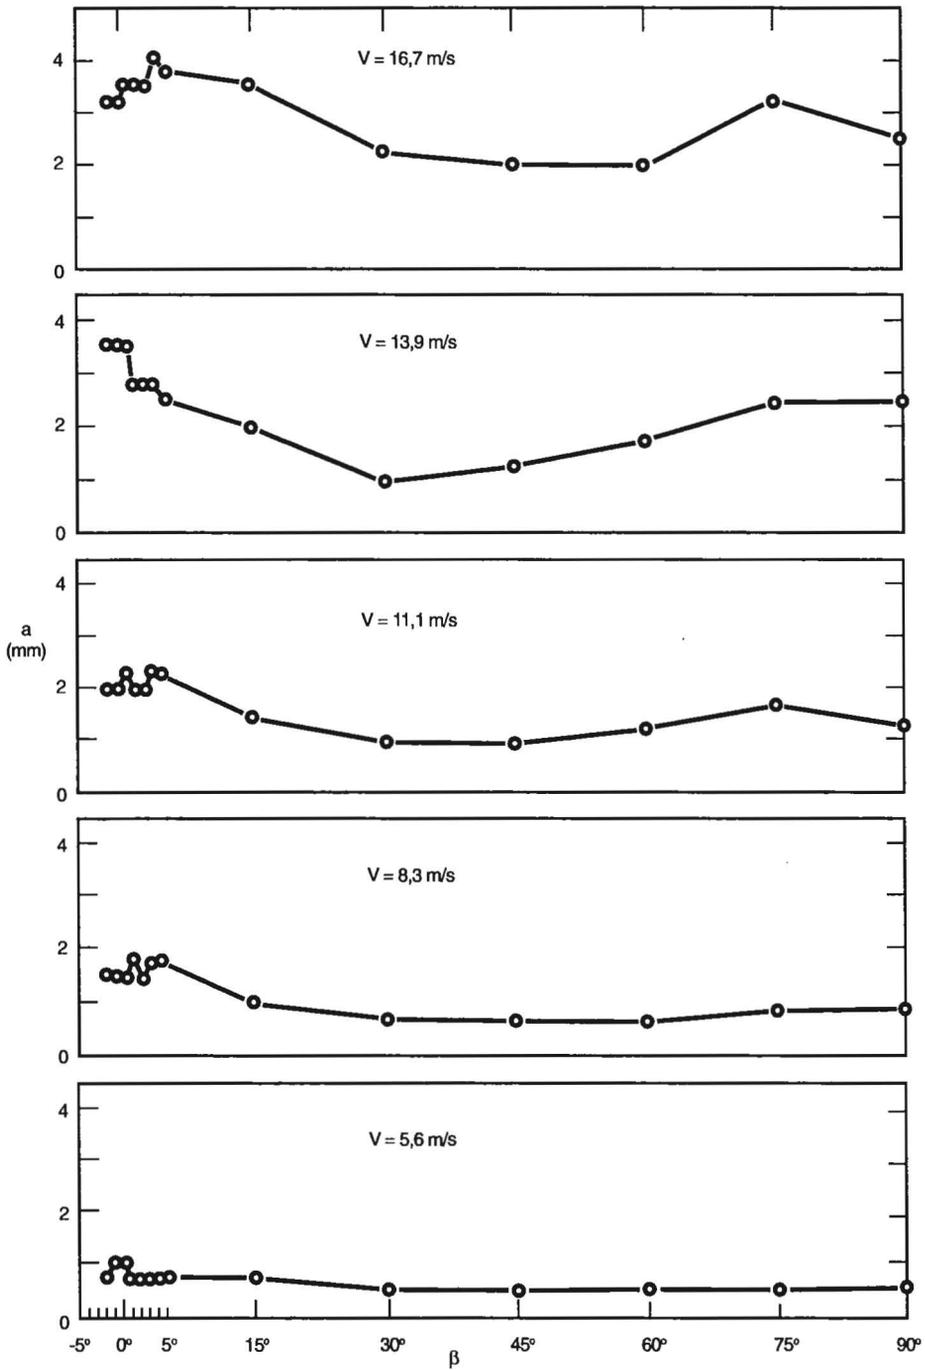 V = 16,7 m/s
4
2
0
V = 13,9 m/s
4
2
0
V = 11,1 m/s
4
a
(mm)
2
0
V = 8,3 m/s
4
2
0
V = 5,6 m/s
4
2
0
-5° 0° 5° 15° 30° 45° 60° 75° 90°
β